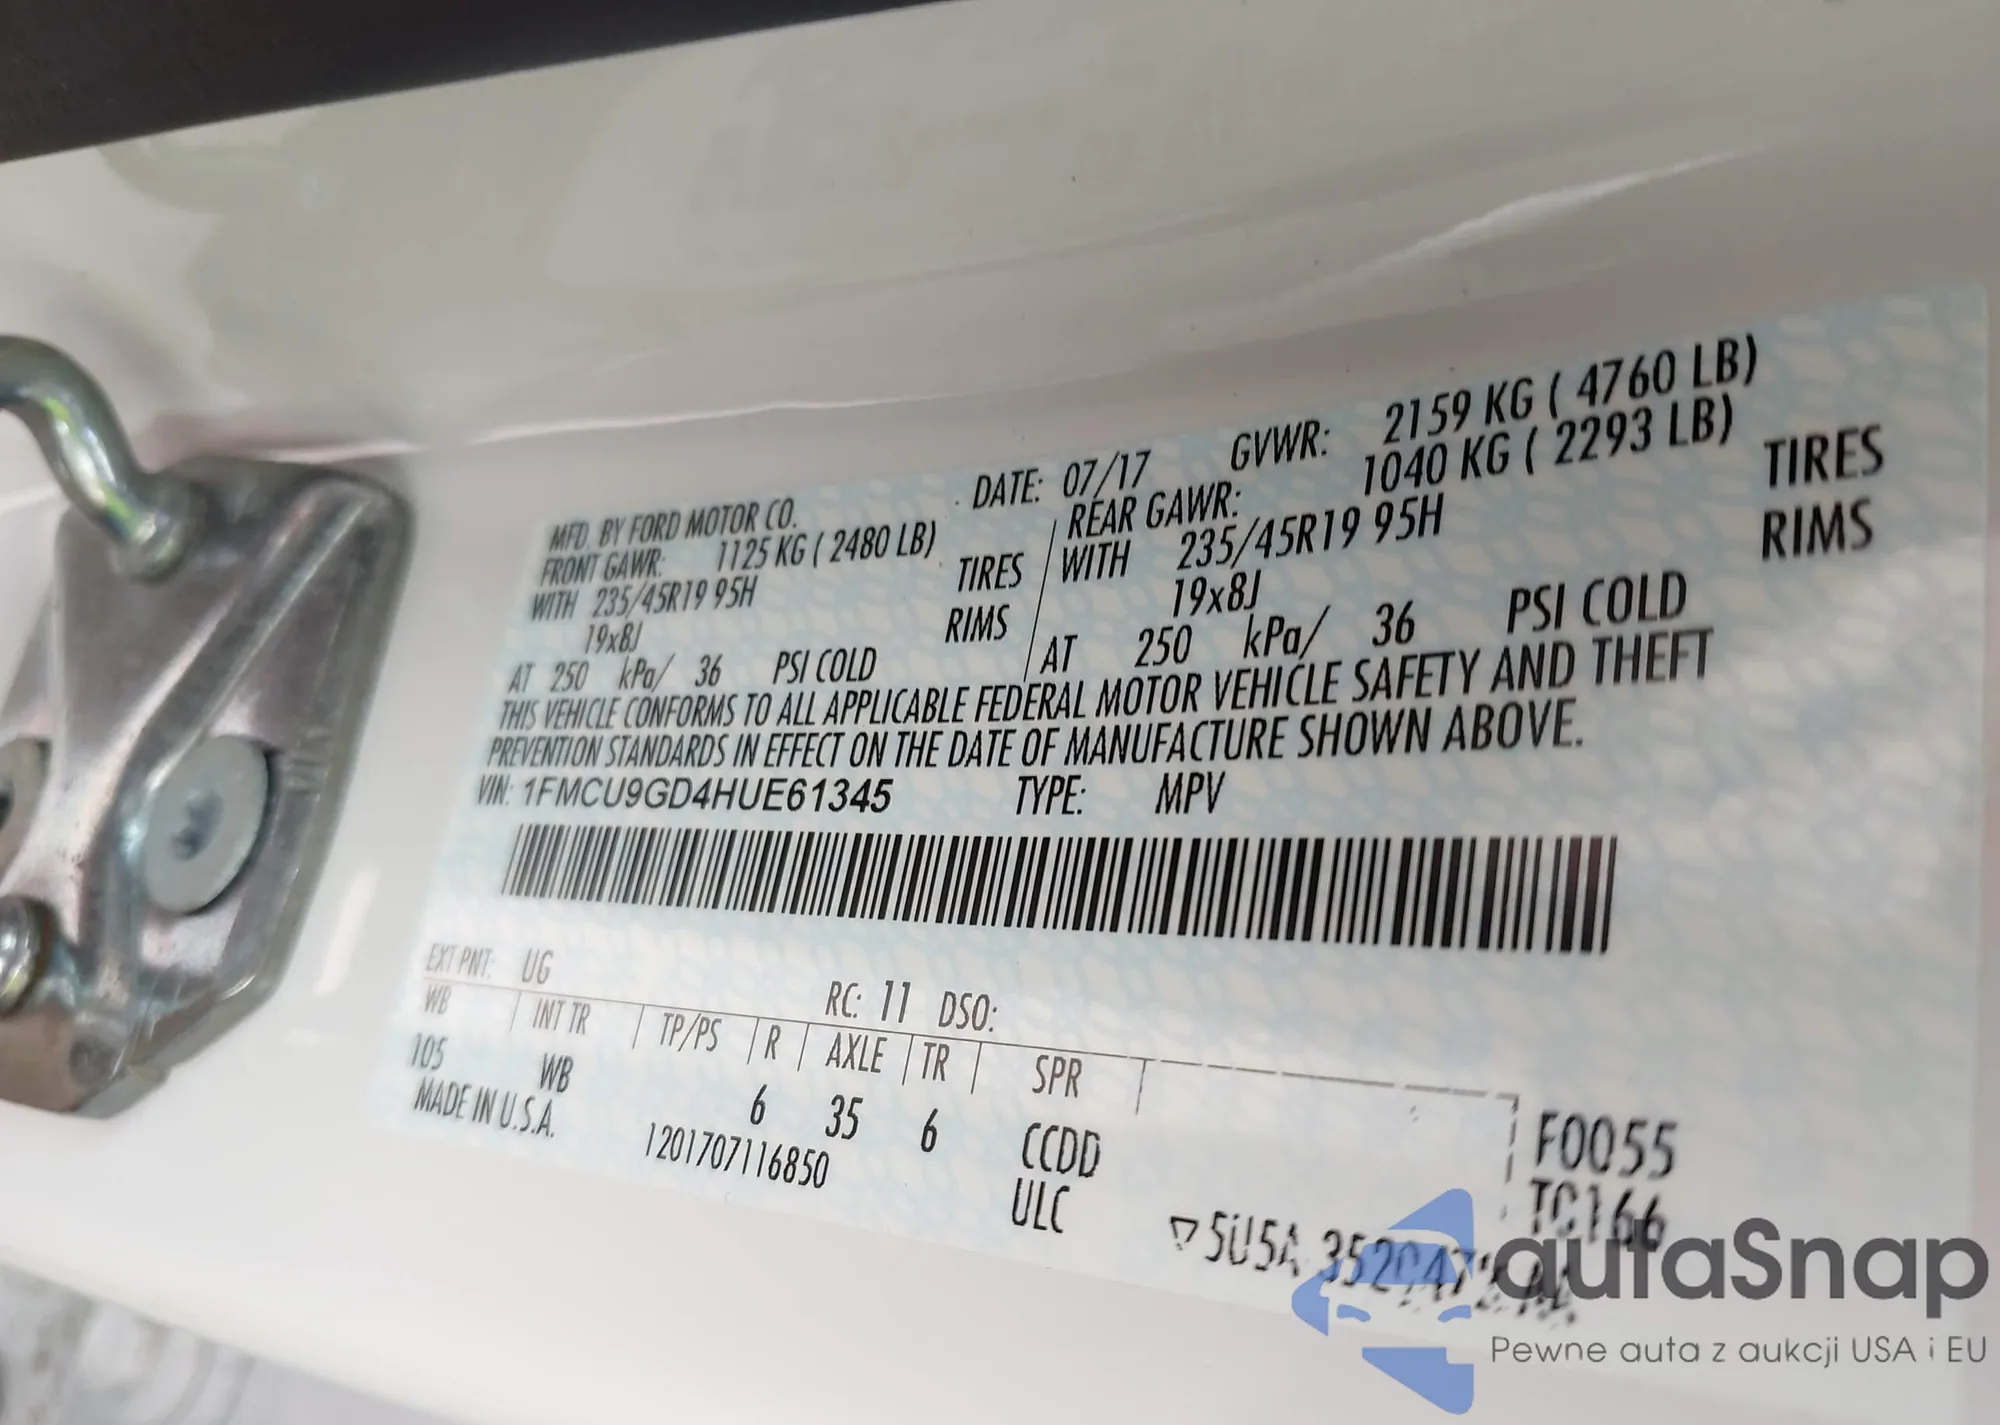 MFD. BY FORD MOTOR CO. DATE: 07/17 GVWR: 2159 KG ( 4760 LB)
FRONT GAWR: 1125 KG ( 2480 LB) REAR GAWR: 1040 KG ( 2293 LB)
WITH 235/45R19 95H TIRES WITH 235/45R19 95H TIRES
19x8J RIMS 19x8J RIMS
AT 250 kPa/ 36 PSI COLD AT 250 kPa/ 36 PSI COLD
THIS VEHICLE CONFORMS TO ALL APPLICABLE FEDERAL MOTOR VEHICLE SAFETY AND THEFT
PREVENTION STANDARDS IN EFFECT ON THE DATE OF MANUFACTURE SHOWN ABOVE.
VIN: 1FMCU9GD4HUE61345 TYPE: MPV
EXT PNT: UG RC: 11 DSO:
WB INT TR TP/PS R AXLE TR SPR
105 WB 6 35 6 CCDD F0055
MADE IN U.S.A. 1201707116850 ULC TC166
5U5A
autaSnap
Pewne auta z aukcji USA i EU